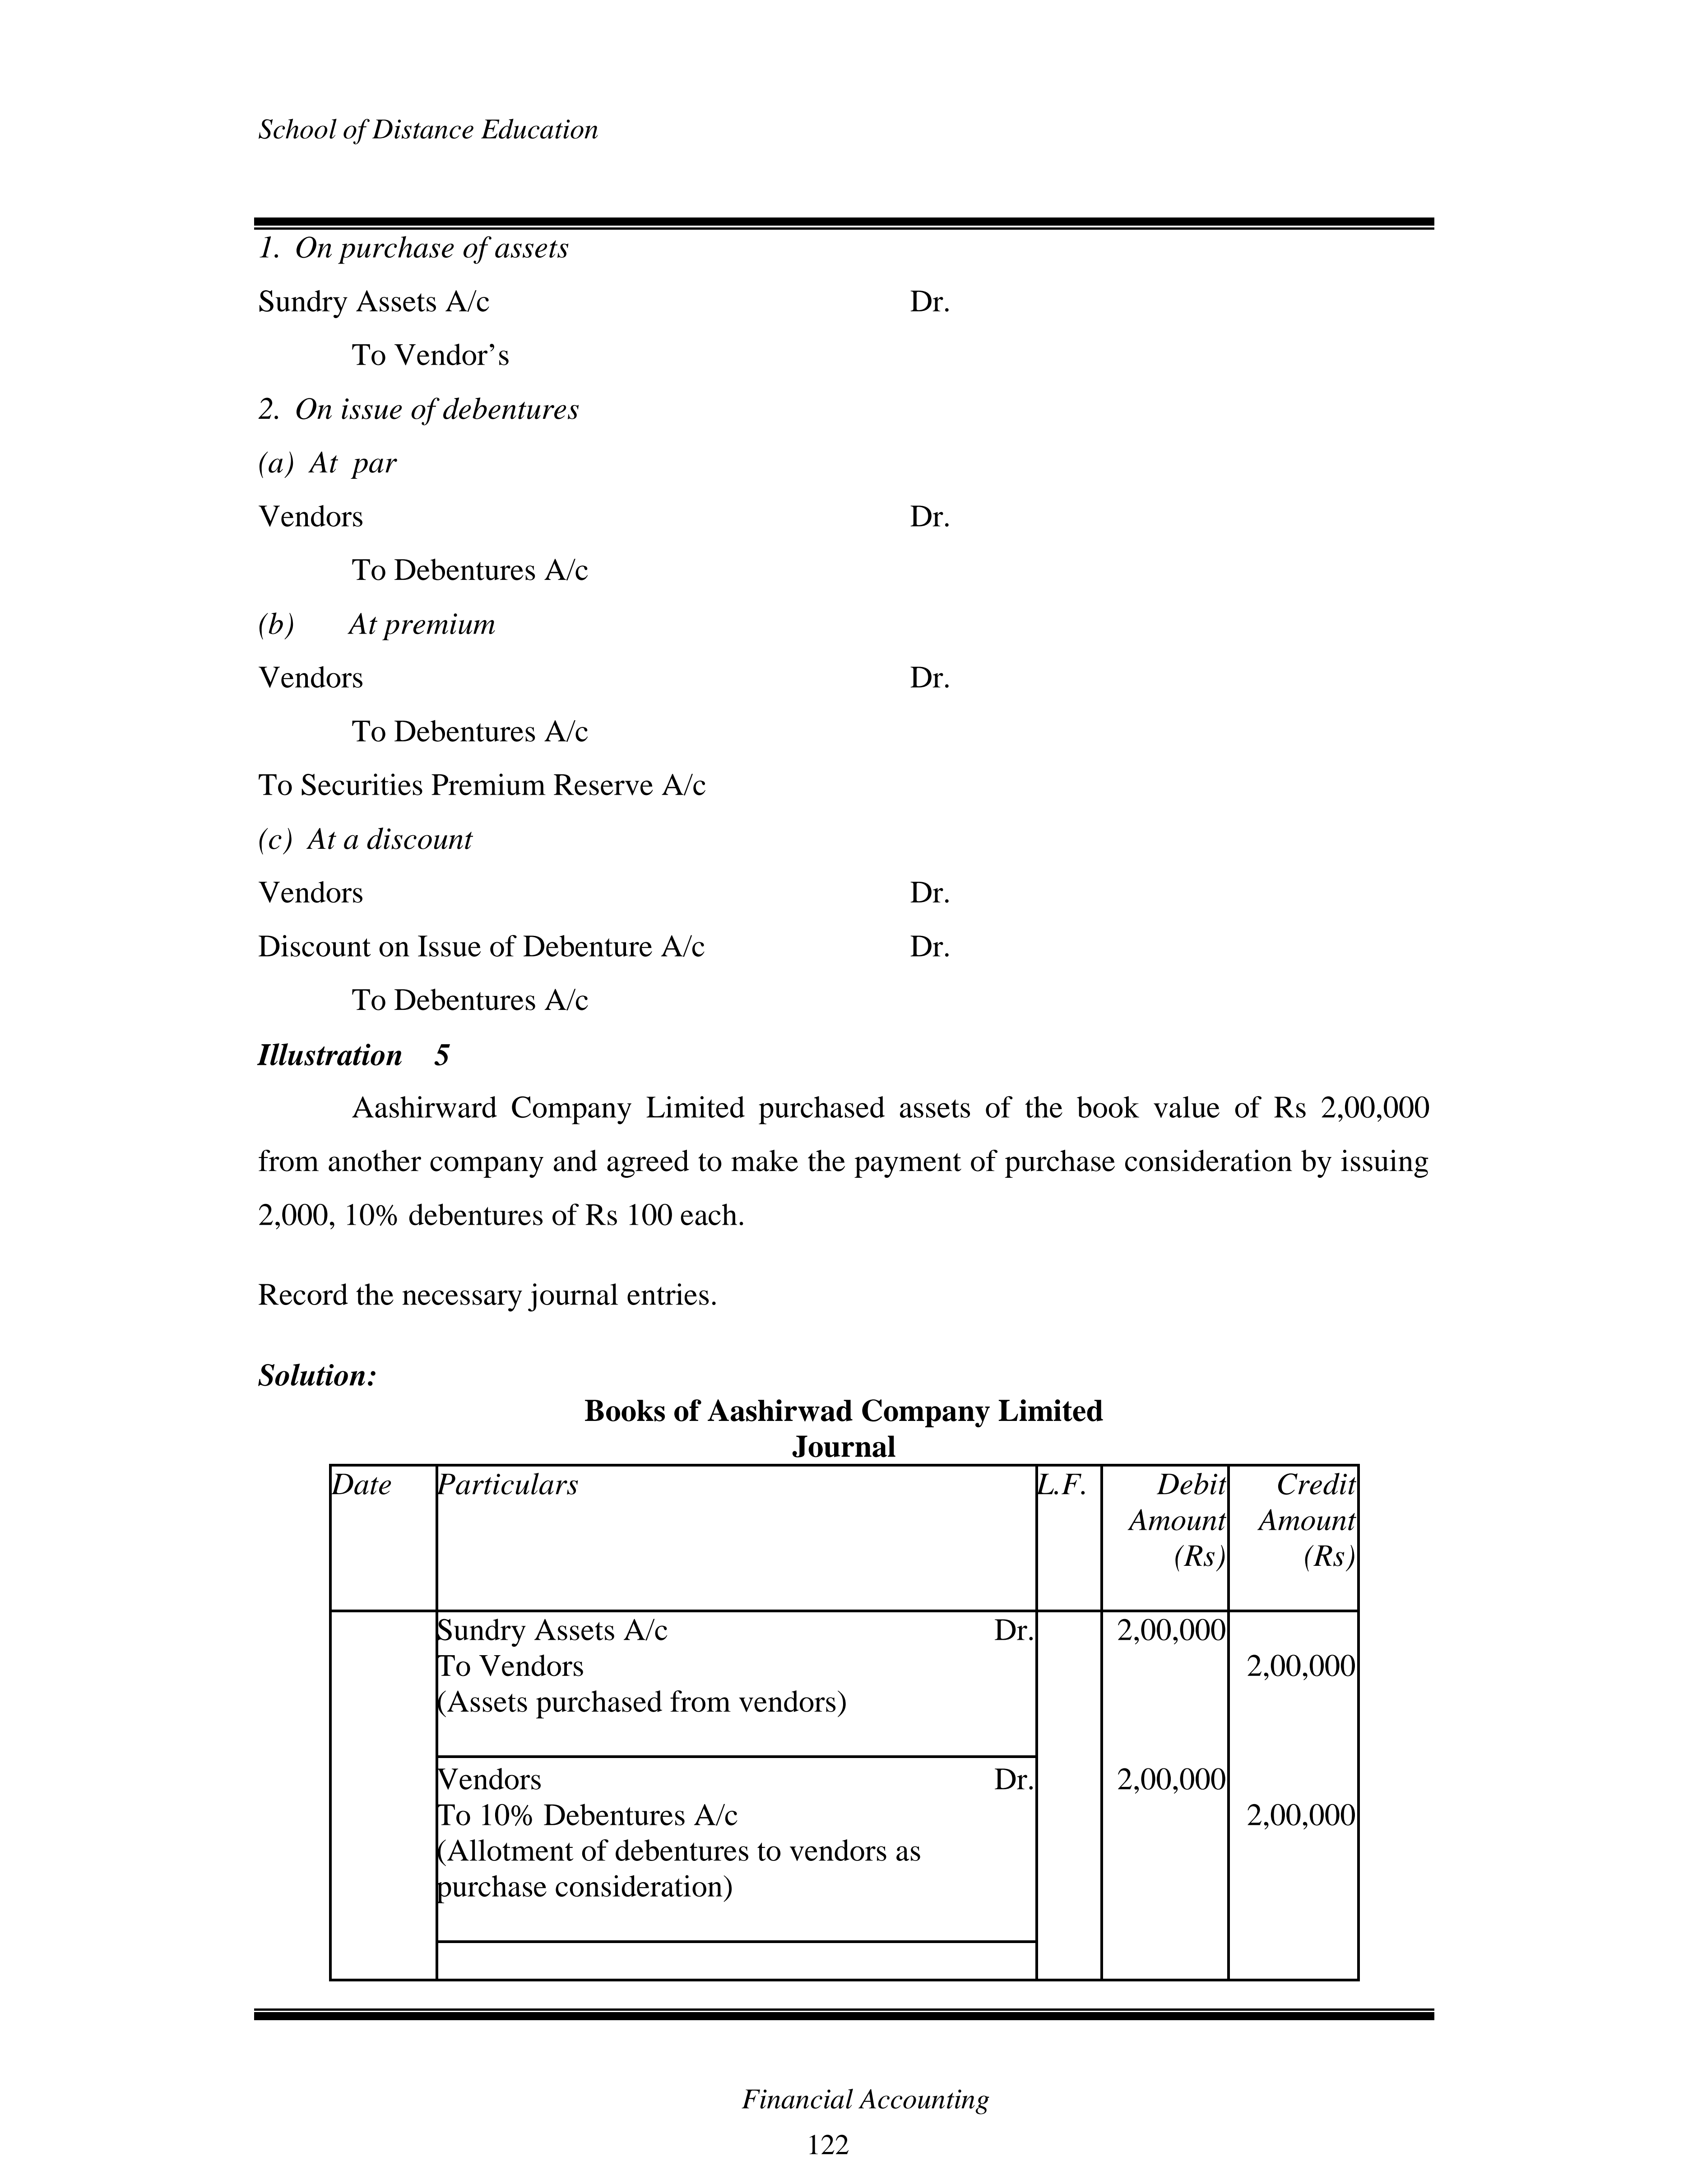 School of Distance Education
1. On purchase of assets
Sundry Assets A/c Dr.
To Vendor’s
2. On issue of debentures
(a) At par
Vendors Dr.
To Debentures A/c
(b) At premium
Vendors Dr.
To Debentures A/c
To Securities Premium Reserve A/c
(c) At a discount
Vendors Dr.
Discount on Issue of Debenture A/c Dr.
To Debentures A/c
Illustration 5
Aashirward Company Limited purchased assets of the book value of Rs 2,00,000
from another company and agreed to make the payment of purchase consideration by issuing
2,000, 10% debentures of Rs 100 each.
Record the necessary journal entries.
Solution:
Books of Aashirwad Company Limited
Journal
Date Particulars L.F. Debit Credit
Amount Amount
(Rs) (Rs)
Sundry Assets A/c Dr. 2,00,000
To Vendors 2,00,000
(Assets purchased from vendors)
Vendors Dr. 2,00,000
To 10% Debentures A/c 2,00,000
(Allotment of debentures to vendors as
purchase consideration)
Financial Accounting
122